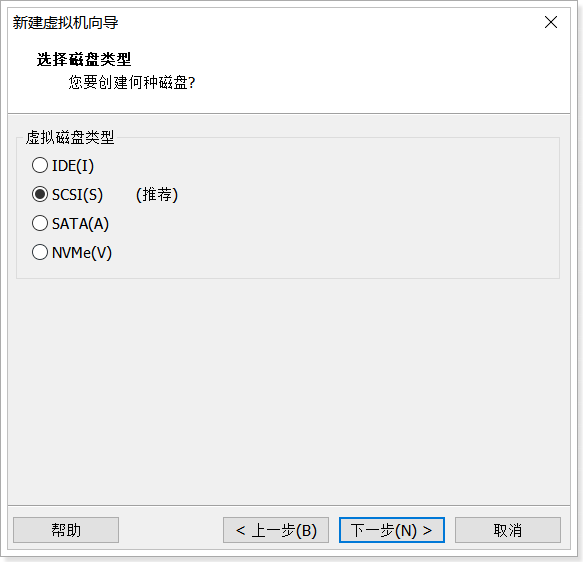 新建虚拟机向导
选择磁盘类型
您要创建何种磁盘?
虚拟磁盘类型
IDE(I)
SCSI(S) (推荐)
SATA(A)
NVMe(V)
帮助 < 上一步(B) 下一步(N) > 取消